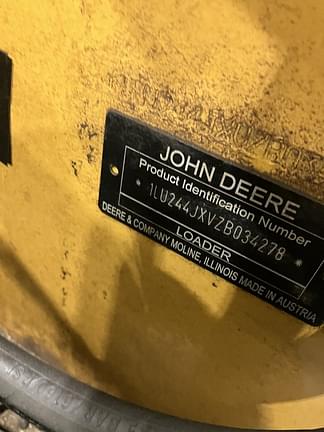 JOHN DEERE
Product Identification Number
* 1LU244JXVZB034278 *
LOADER
DEERE & COMPANY MOLINE, ILLINOIS MADE IN AUSTRIA